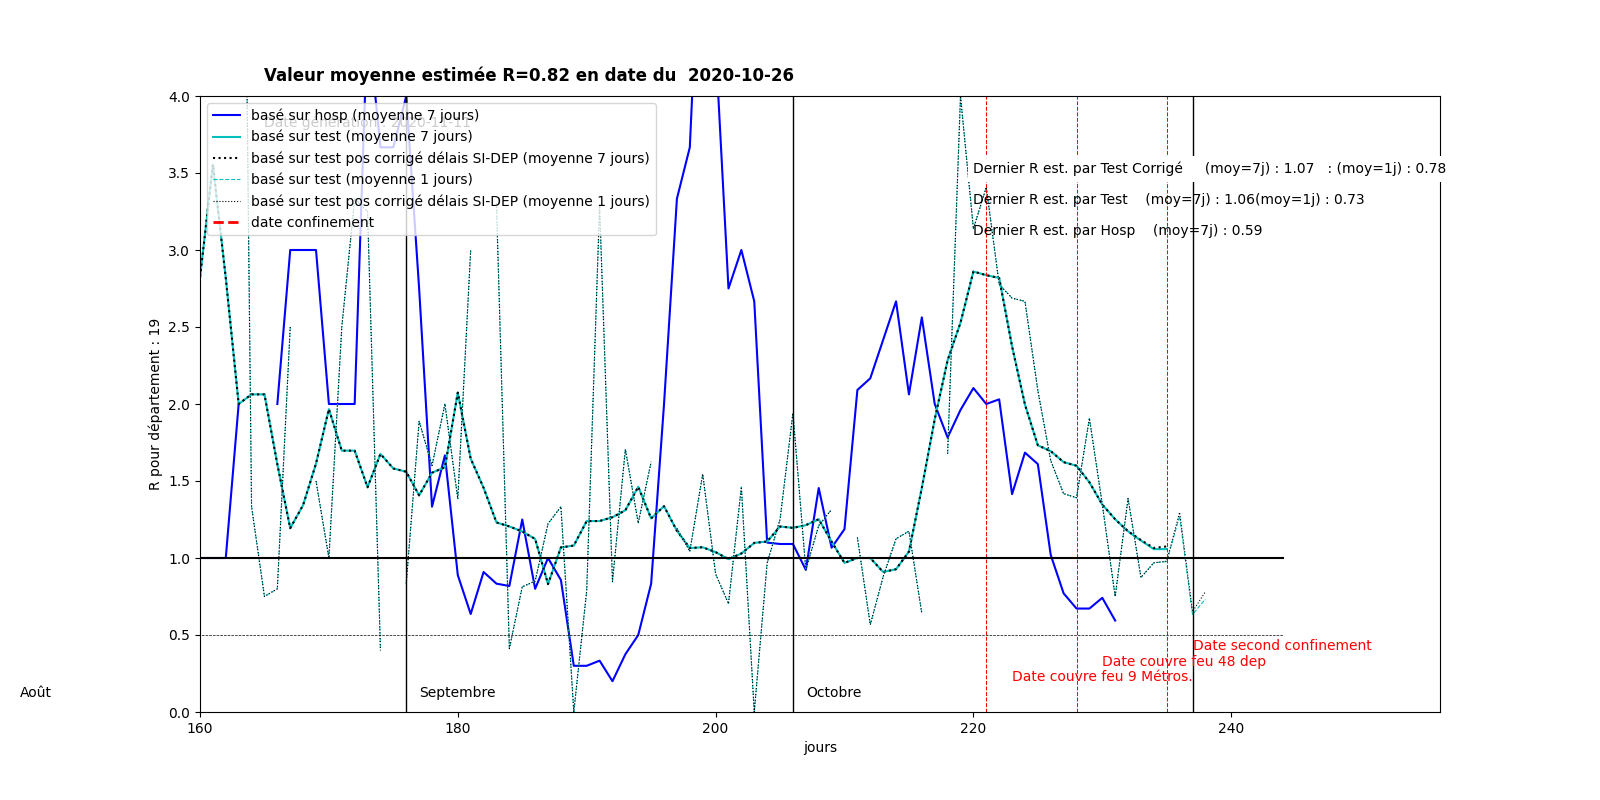 Valeur moyenne estimée R=0.82 en date du  2020-10-26
Date génération : 2020-11-11
basé sur hosp (moyenne 7 jours)
basé sur test (moyenne 7 jours)
basé sur test pos corrigé délais SI-DEP (moyenne 7 jours)
basé sur test (moyenne 1 jours)
basé sur test pos corrigé délais SI-DEP (moyenne 1 jours)
date confinement
Dernier R est. par Test Corrigé     (moy=7j) : 1.07   : (moy=1j) : 0.78
Dernier R est. par Test    (moy=7j) : 1.06(moy=1j) : 0.73
Dernier R est. par Hosp    (moy=7j) : 0.59
4.0
3.5
3.0
2.5
2.0
1.5
1.0
0.5
0.0
R pour département : 19
Date second confinement
Date couvre feu 48 dep
Date couvre feu 9 Métros.
Août
Septembre
Octobre
160
180
200
220
240
jours